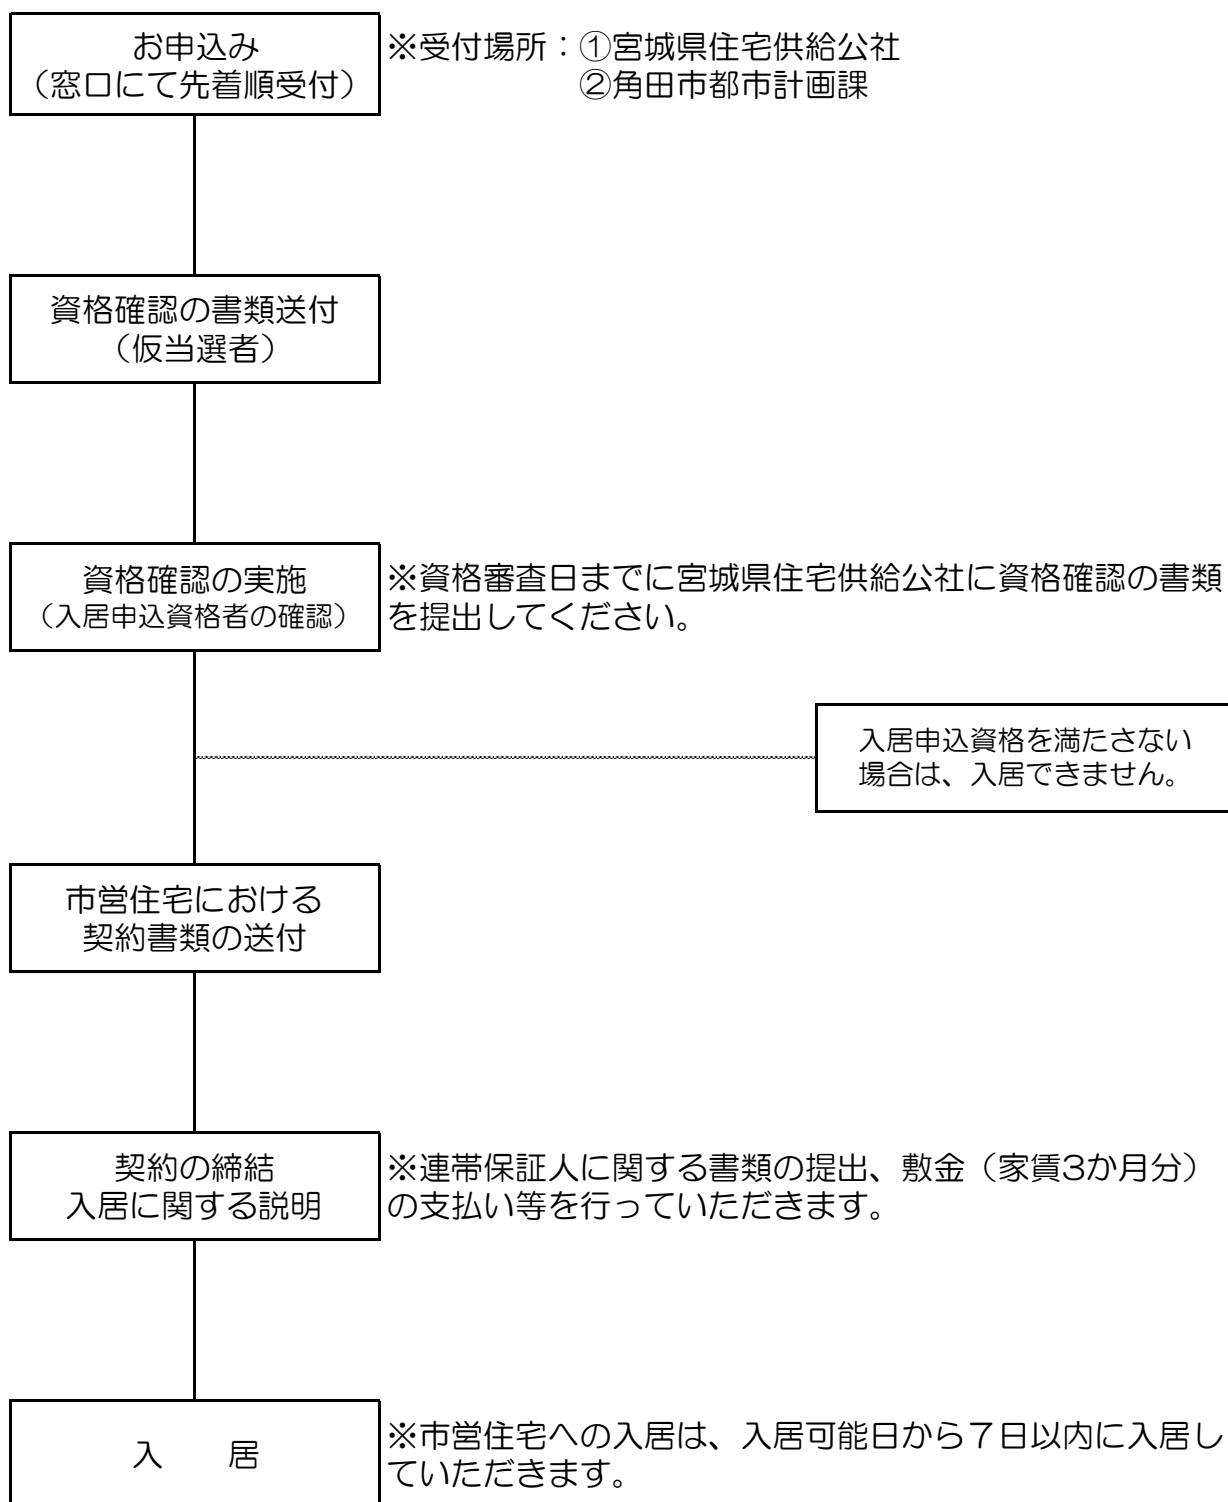 お申込み
（窓口にて先着順受付）
※受付場所：①宮城県住宅供給公社
②角田市都市計画課
資格確認の書類送付
（仮当選者）
資格確認の実施
（入居申込資格者の確認）
※資格審査日までに宮城県住宅供給公社に資格確認の書類
を提出してください。
入居申込資格を満たさない
場合は、入居できません。
市営住宅における
契約書類の送付
契約の締結
入居に関する説明
※連帯保証人に関する書類の提出、敷金（家賃3か月分）
の支払い等を行っていただきます。
入　　居
※市営住宅への入居は、入居可能日から７日以内に入居し
ていただきます。